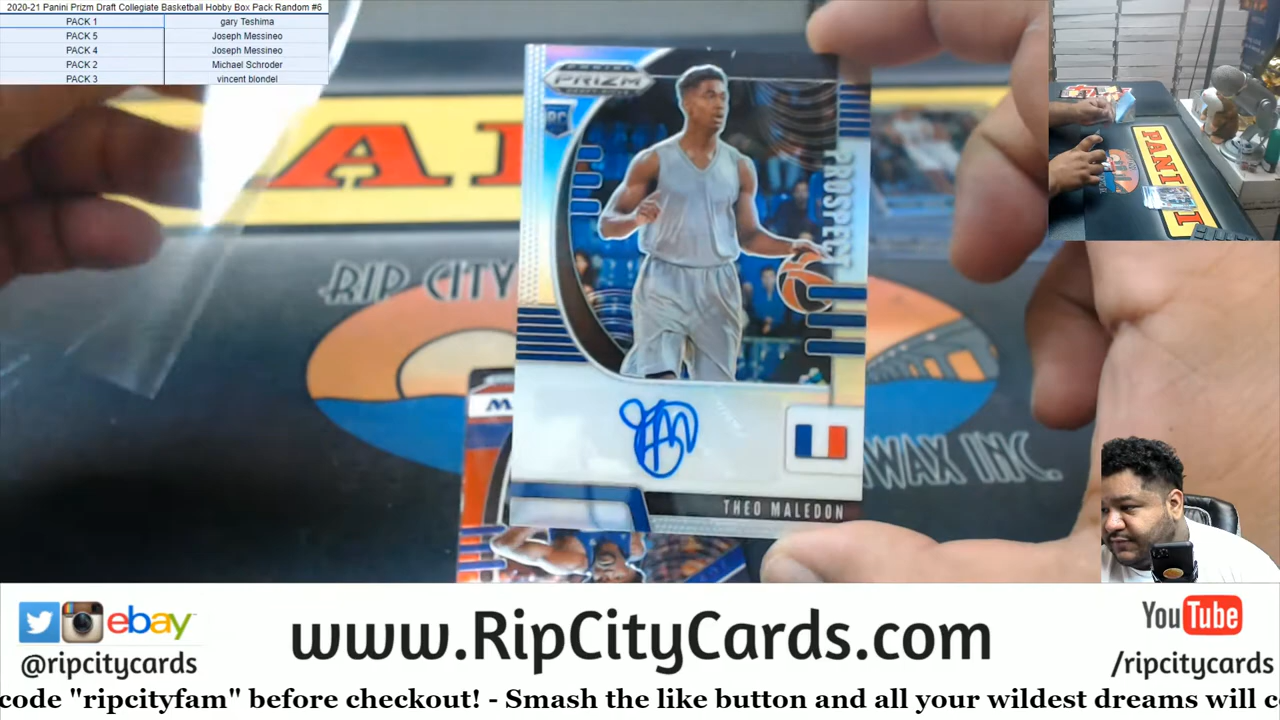 2020-21 Panini Prizm Draft Collegiate Basketball Hobby Box Pack Random #6
PACK 1 gary Teshima
PACK 5 Joseph Messineo
PACK 4 Joseph Messineo
PACK 2 Michael Schroder
PACK 3 vincent blondel
PANINI
PRIZM
RC
PROSPECT
RIP CITY
WAX INC.
THEO MALEDON
PANINI
ebay
@ripcitycards
www.RipCityCards.com
YouTube
/ripcitycards
code "ripcityfam" before checkout! - Smash the like button and all your wildest dreams will c